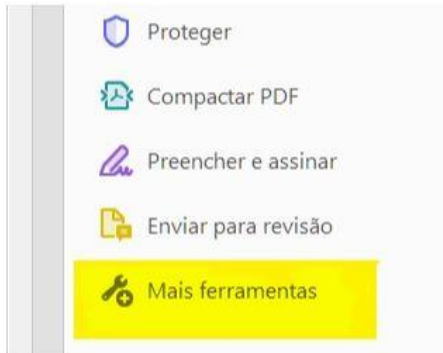 Proteger
Compactar PDF
Preencher e assinar
Enviar para revisão
Mais ferramentas